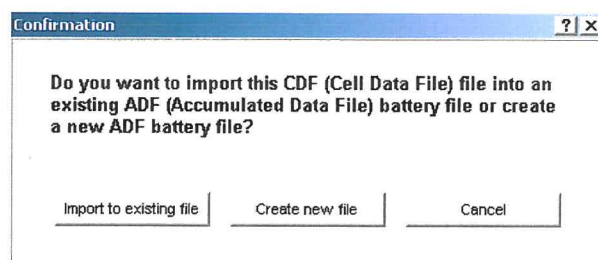 Confirmation ? X
Do you want to import this CDF (Cell Data File) file into an
existing ADF (Accumulated Data File) battery file or create
a new ADF battery file?
Import to existing file Create new file Cancel